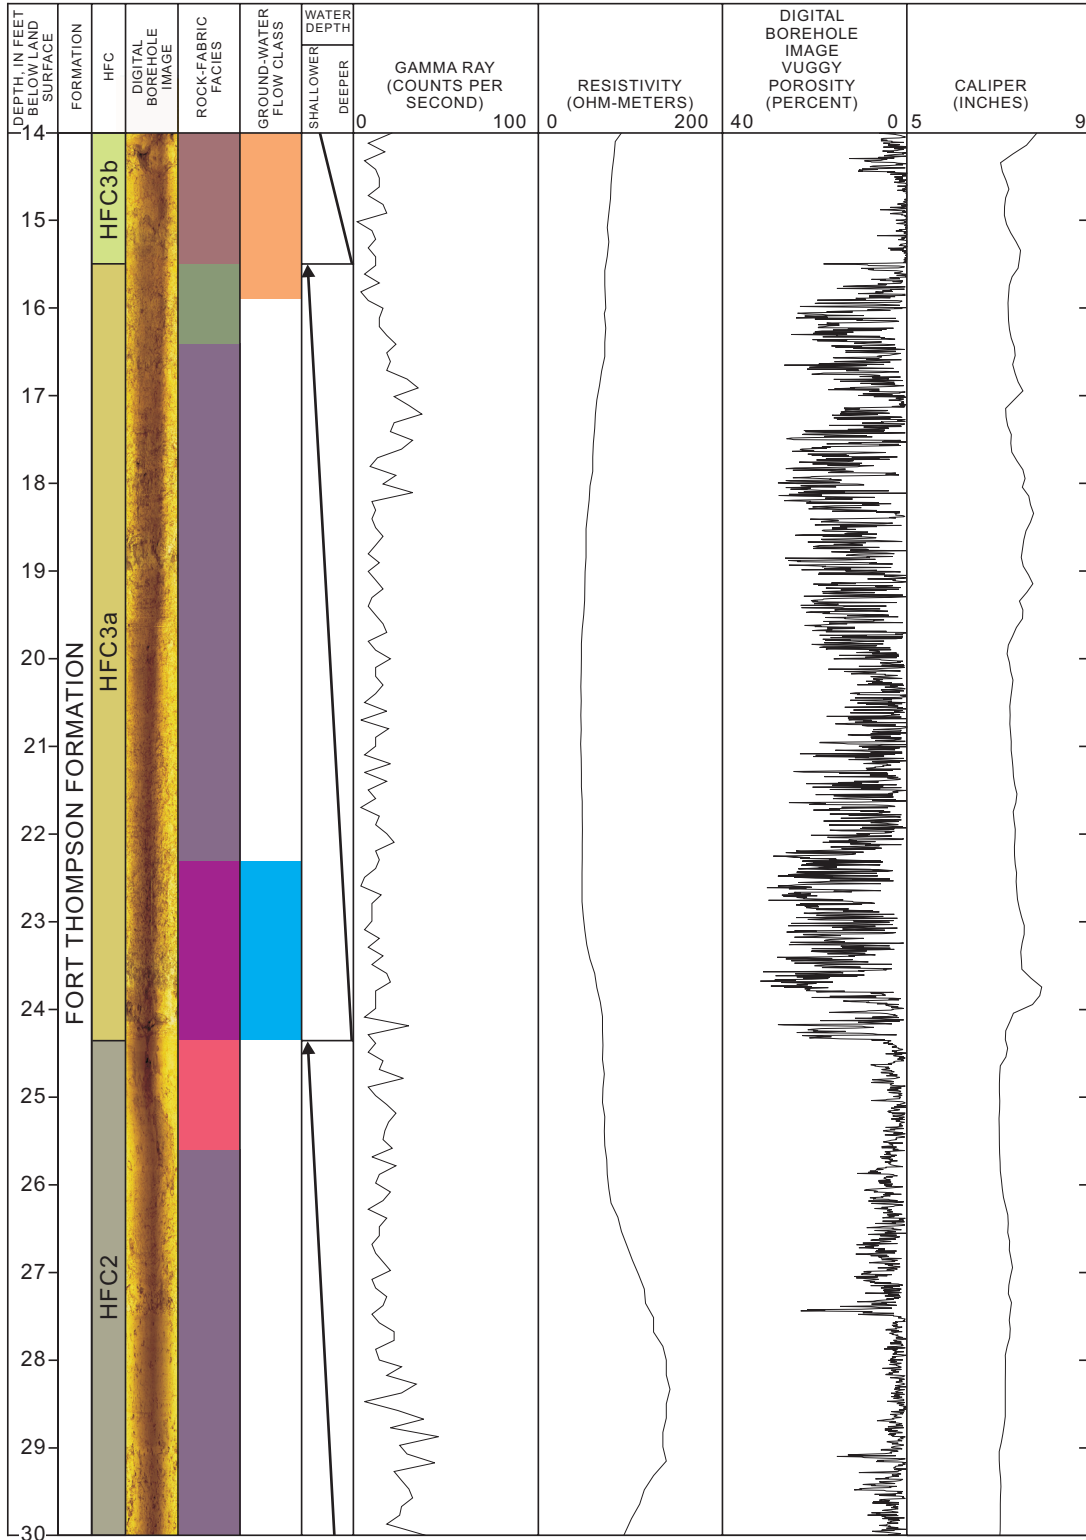 DEPTH, IN FEET
BELOW LAND
SURFACE
FORMATION
HFC
DIGITAL
BOREHOLE
IMAGE
ROCK-FABRIC
FACIES
GROUND-WATER
FLOW CLASS
WATER
DEPTH
SHALLOWER
DEEPER
GAMMA RAY
(COUNTS PER
SECOND)
0 100
RESISTIVITY
(OHM-METERS)
0 200
DIGITAL
BOREHOLE
IMAGE
VUGGY
POROSITY
(PERCENT)
40 0
CALIPER
(INCHES)
5 9
14
15
16
17
18
19
20
21
22
23
24
25
26
27
28
29
30
FORT THOMPSON FORMATION
HFC3b
HFC3a
HFC2